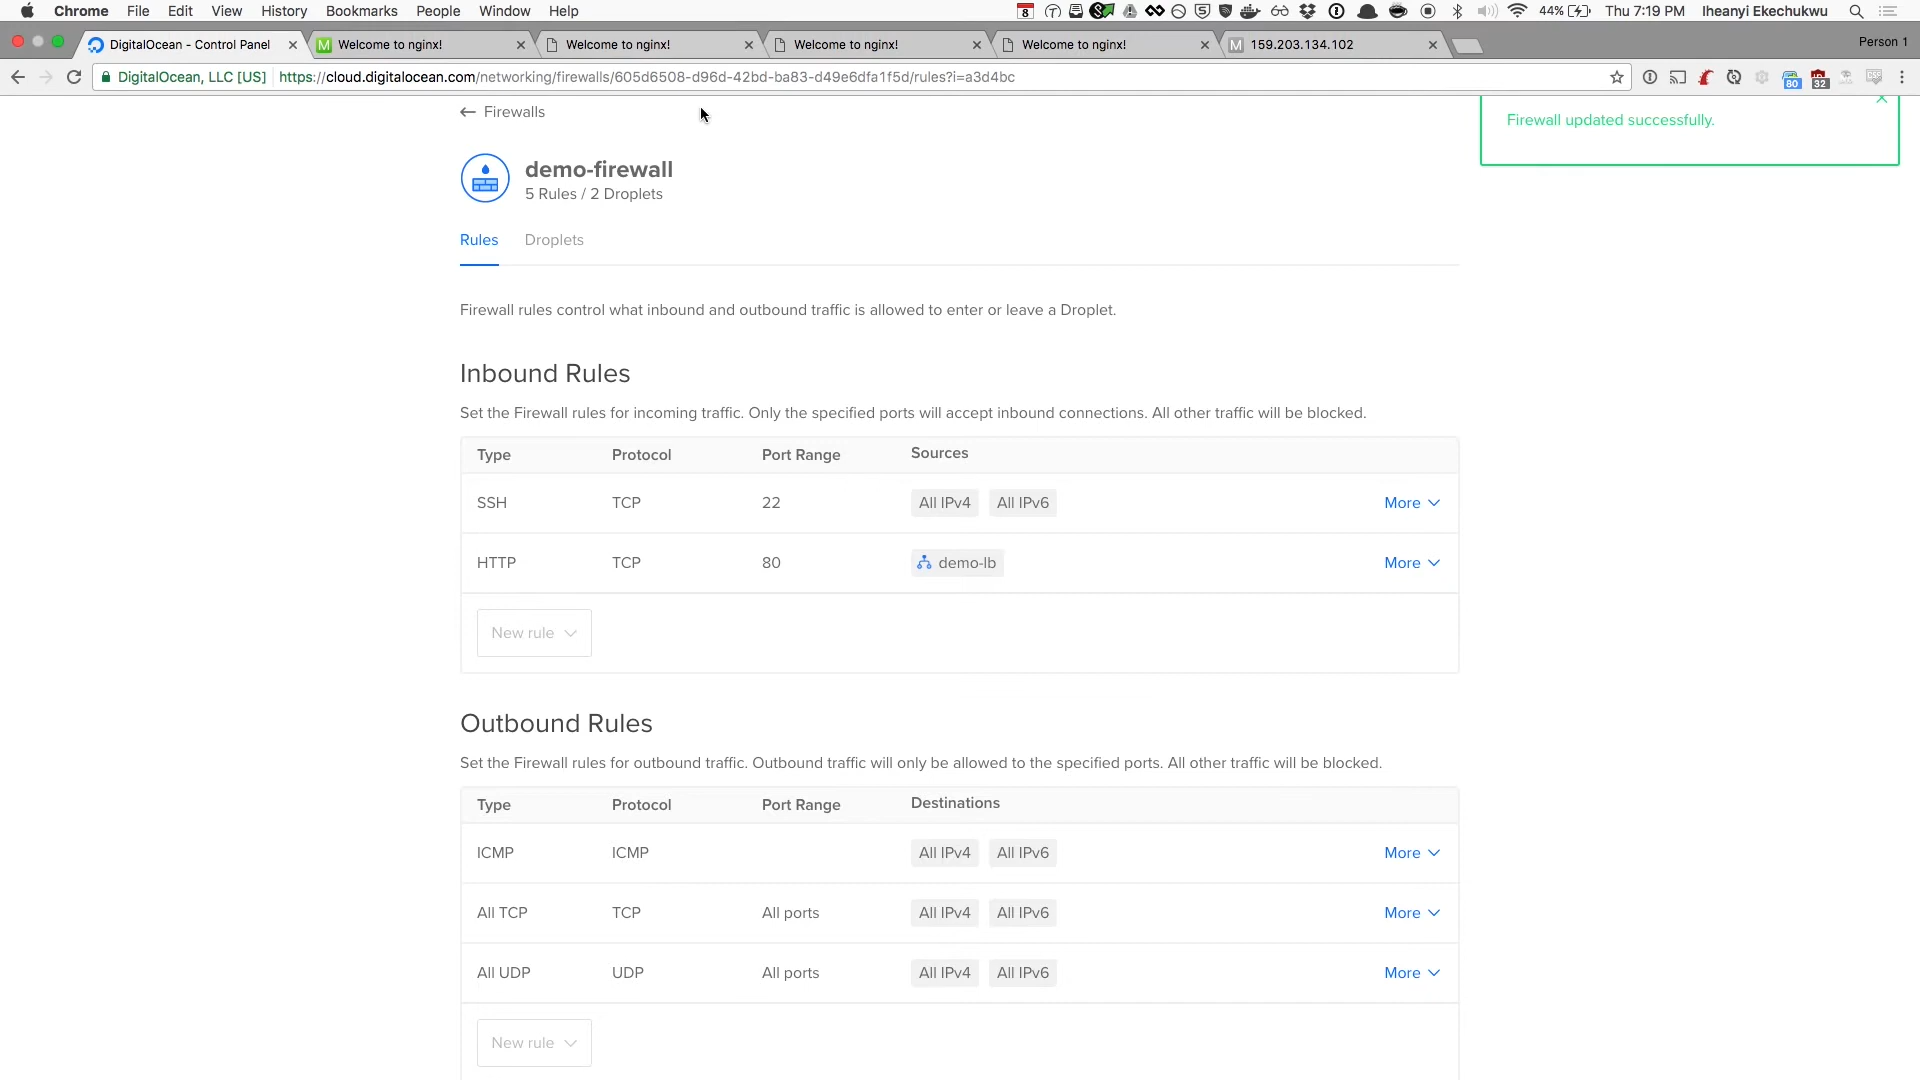 Chrome File Edit View History Bookmarks People Window Help 8 44% Thu 7:19 PM Iheanyi Ekechukwu
DigitalOcean - Control Panel M Welcome to nginx! Welcome to nginx! Welcome to nginx! Welcome to nginx! M 159.203.134.102 Person 1
DigitalOcean, LLC [US] https://cloud.digitalocean.com/networking/firewalls/605d6508-d96d-42bd-ba83-d49e6dfa1f5d/rules?i=a3d4bc 80 32
← Firewalls
Firewall updated successfully.
demo-firewall
5 Rules / 2 Droplets
Rules Droplets
Firewall rules control what inbound and outbound traffic is allowed to enter or leave a Droplet.
Inbound Rules
Set the Firewall rules for incoming traffic. Only the specified ports will accept inbound connections. All other traffic will be blocked.
Type Protocol Port Range Sources
SSH TCP 22 All IPv4 All IPv6 More
HTTP TCP 80 demo-lb More
New rule
Outbound Rules
Set the Firewall rules for outbound traffic. Outbound traffic will only be allowed to the specified ports. All other traffic will be blocked.
Type Protocol Port Range Destinations
ICMP ICMP All IPv4 All IPv6 More
All TCP TCP All ports All IPv4 All IPv6 More
All UDP UDP All ports All IPv4 All IPv6 More
New rule